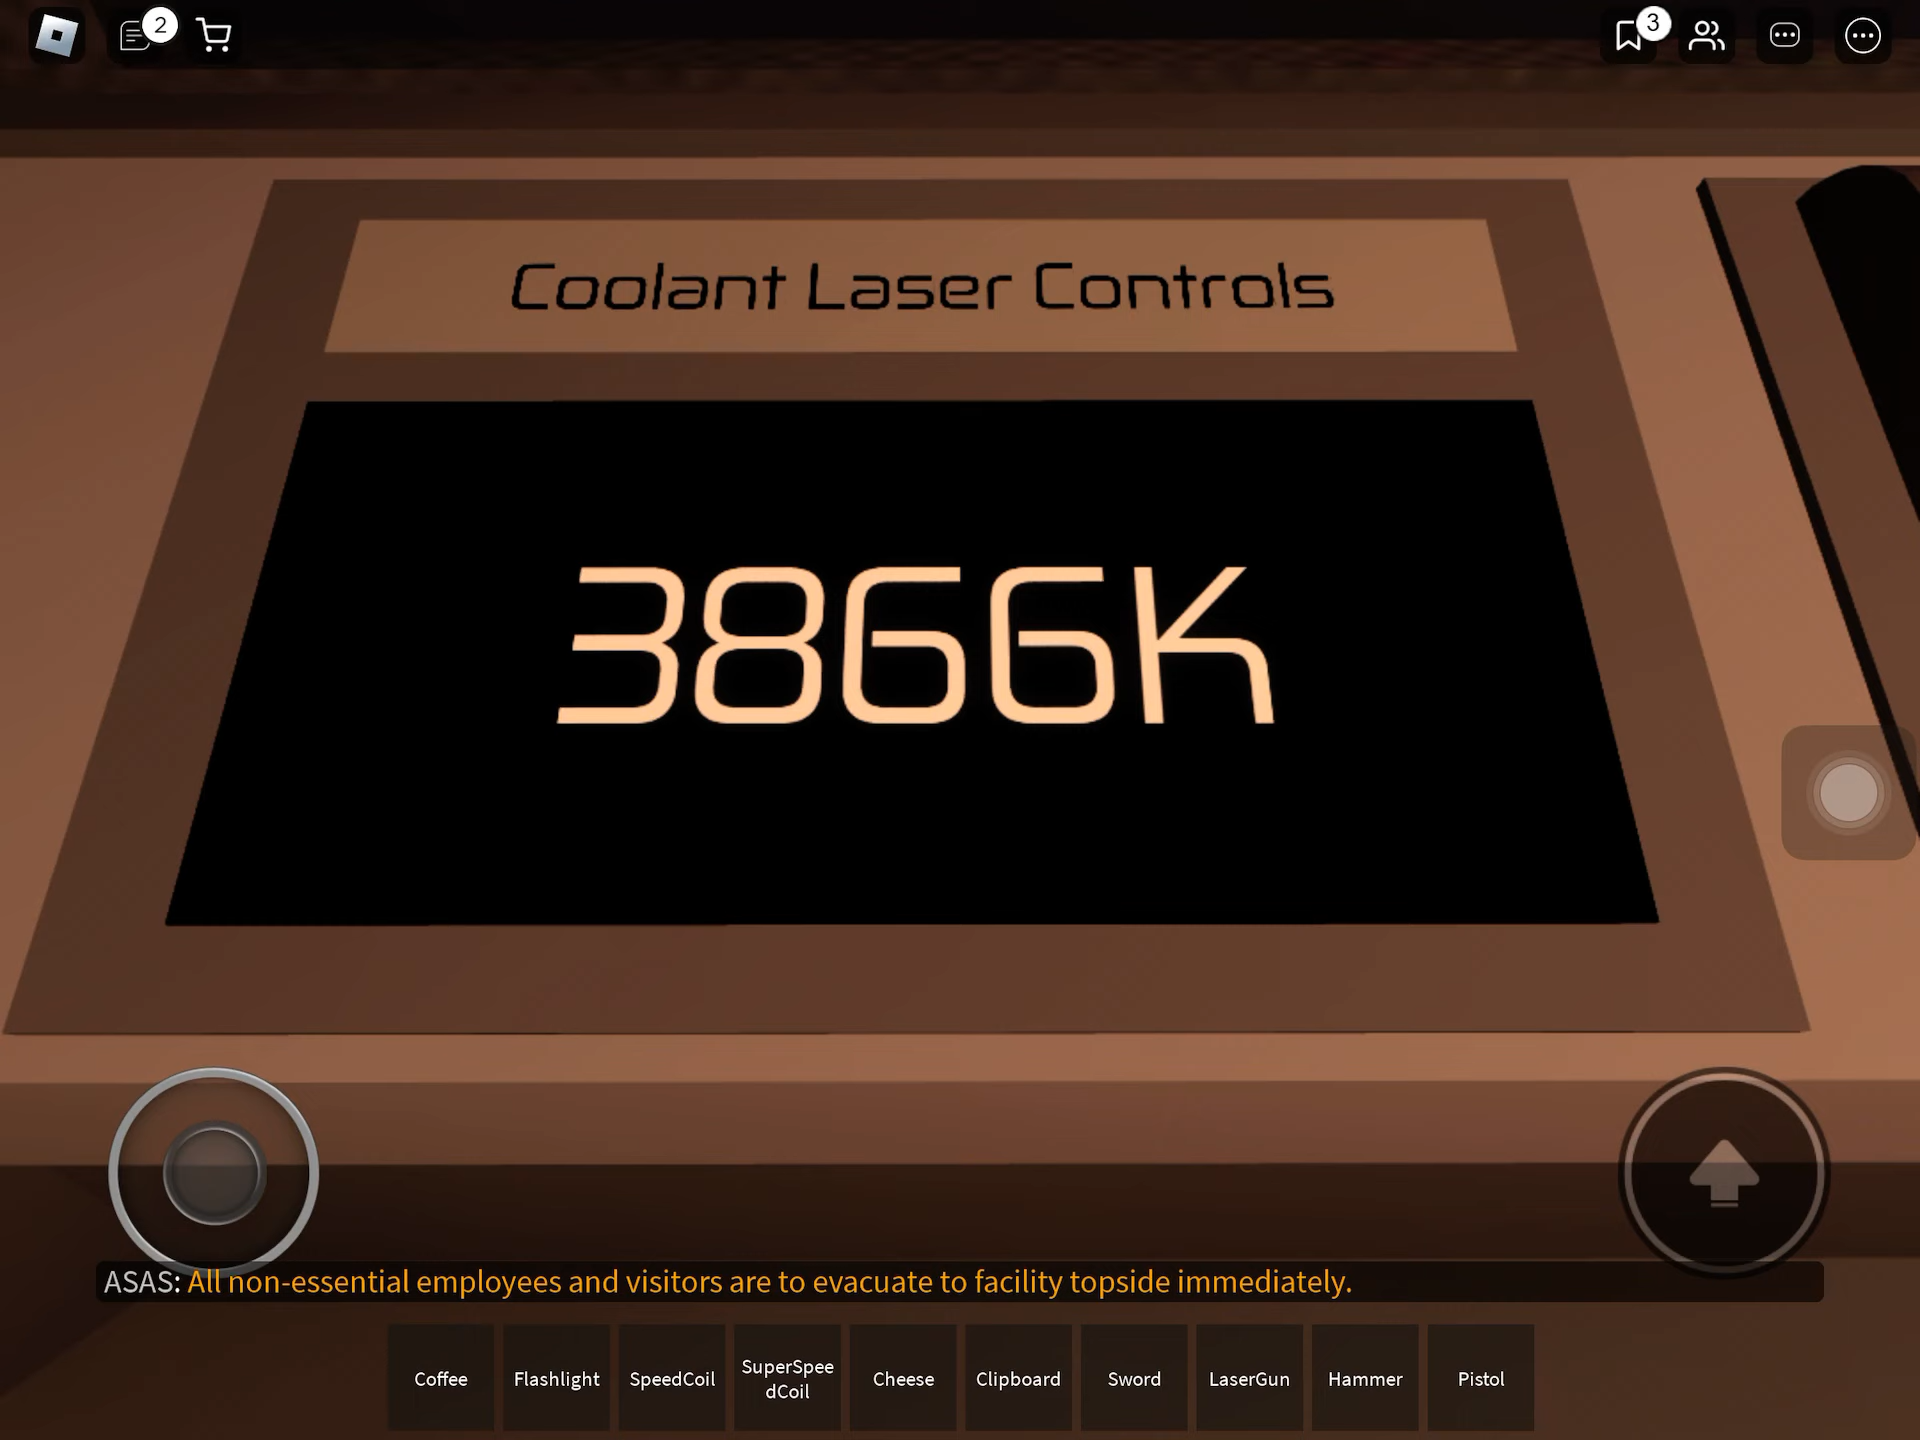 2
3
Coolant Laser Controls
3866K
ASAS: All non-essential employees and visitors are to evacuate to facility topside immediately.
Coffee
Flashlight
SpeedCoil
SuperSpee
dCoil
Cheese
Clipboard
Sword
LaserGun
Hammer
Pistol